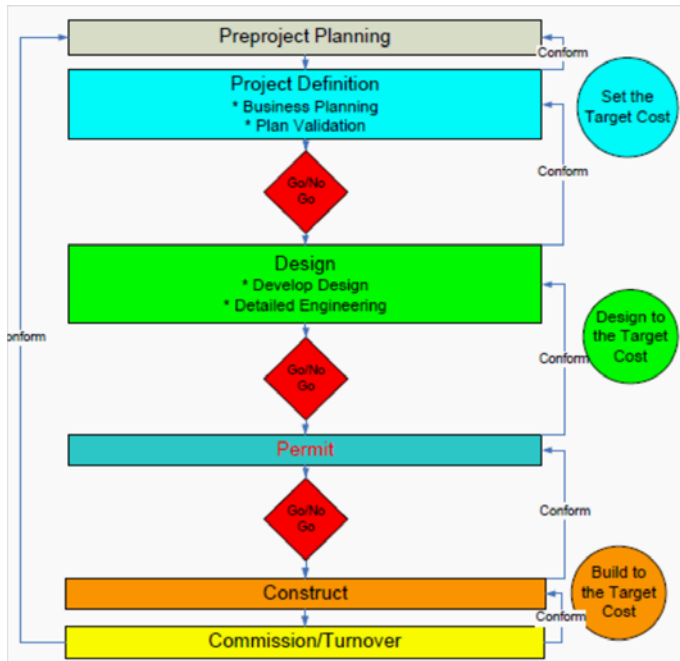 Preproject Planning
Conform
Project Definition
* Business Planning
* Plan Validation
Set the
Target Cost
Go/No
Go
Conform
Design
* Develop Design
* Detailed Engineering
Design to
the Target
Cost
onform
Go/No
Go
Conform
Permit
Go/No
Go
Conform
Construct
Build to
the Target
Cost
Conform
Commission/Turnover